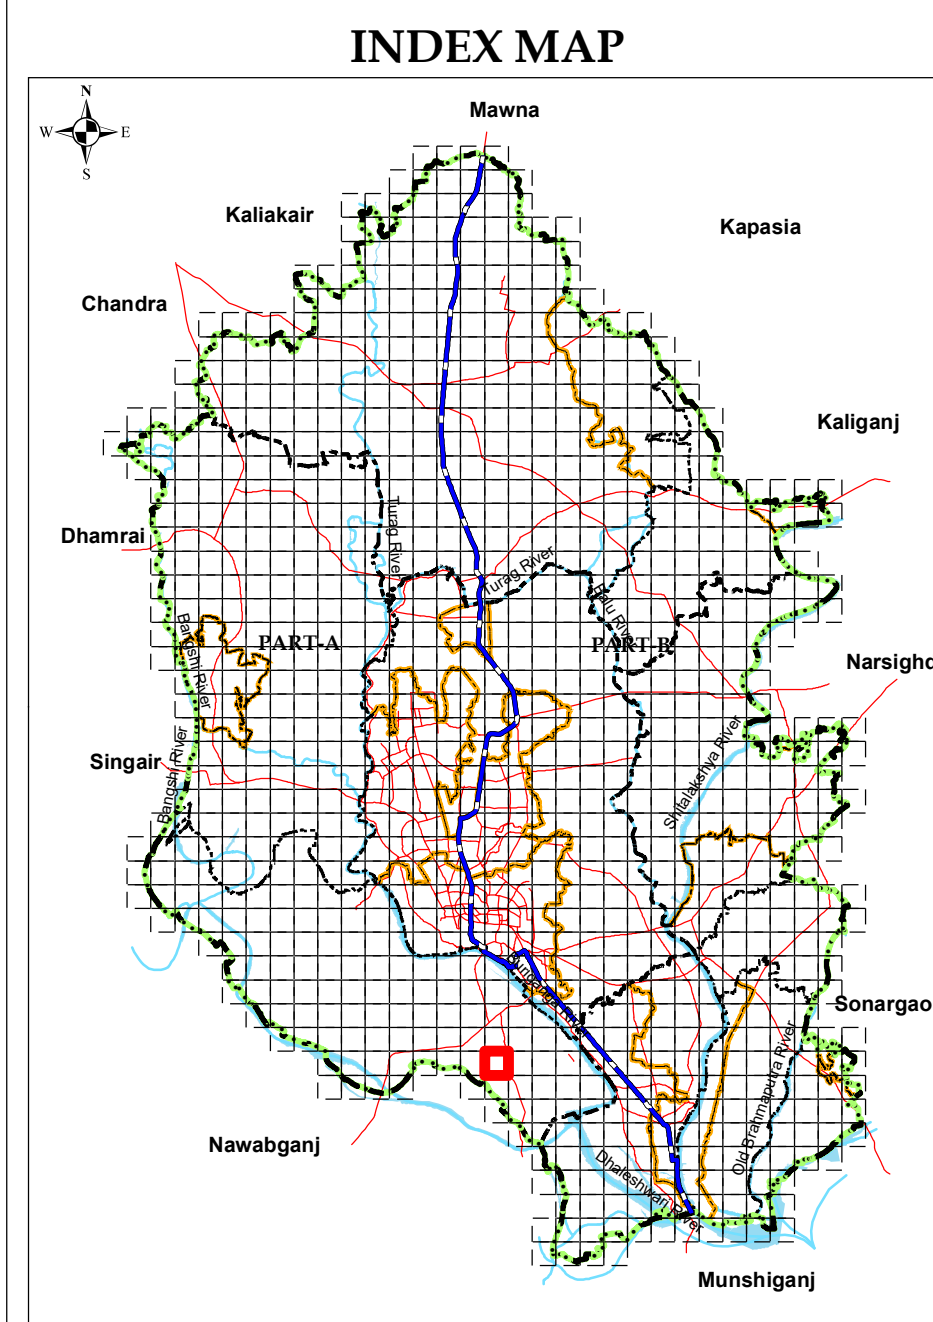 INDEX MAP
N
W E
S
Mawna
Kaliakair
Kapasia
Chandra
Kaliganj
Dhamrai
Turag River
Turag River
Balu River
Bangshi River
PART-A
PART-B
Narsighd
Singair
Bangshi River
Shitalakshya River
Buriganga River
Sonargao
Old Brahmaputra River
Nawabganj
Dhaleshwari River
Munshiganj